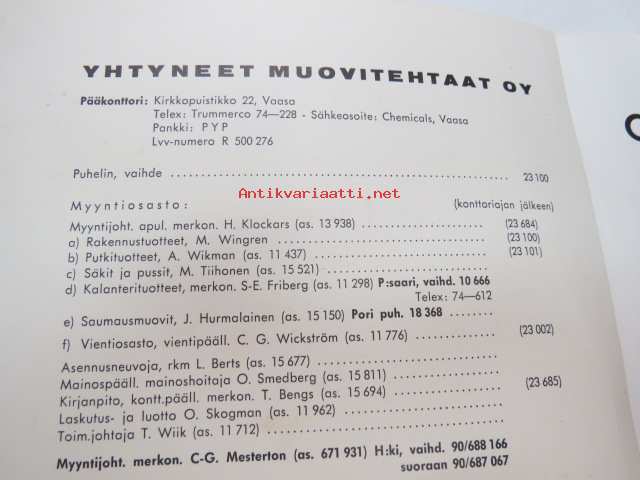 YHTYNEET MUOVITEHTAAT OY
Pääkonttori: Kirkkopuistikko 22, Vaasa
Telex: Trummerco 74—228 - Sähkeosoite: Chemicals, Vaasa
Pankki: PYP
Lvv-numero R 500 276
Puhelin, vaihde .......... 23 100
Antikvariaatti.net
Myyntiosasto: (konttoriajan jälkeen)
Myyntijoht. apul. merkon. H. Klockars (as. 13 938) .......... (23 684)
a) Rakennustuotteet, M. Wingren .......... (23 100)
b) Putkituotteet, A. Wikman (as. 11 437) .......... (23 101)
c) Säkit ja pussit, M. Tiihonen (as. 15 521) ..........
d) Kalanterituotteet, merkon. S-E. Friberg (as. 11 298) P:saari, vaihd. 10 666
Telex: 74—612
e) Saumausmuovit, J. Hurmalainen (as. 15 150) Pori puh. 18 368 ..........
f) Vientiosasto, vientipääll. C. G. Wickström (as. 11 776) .......... (23 002)
Asennusneuvoja, rkm L. Berts (as. 15 677) ..........
Mainospääll. mainoshoitaja O. Smedberg (as. 15 811) ..........
Kirjanpito, kontt.pääll. merkon. T. Bengs (as. 15 694) .......... (23 685)
Laskutus- ja luotto O. Skogman (as. 11 962) ..........
Toim.johtaja T. Wiik (as. 11 712) ..........
Myyntijoht. merkon. C-G. Mesterton (as. 671 931) H:ki, vaihd. 90/688 166
suoraan 90/687 067